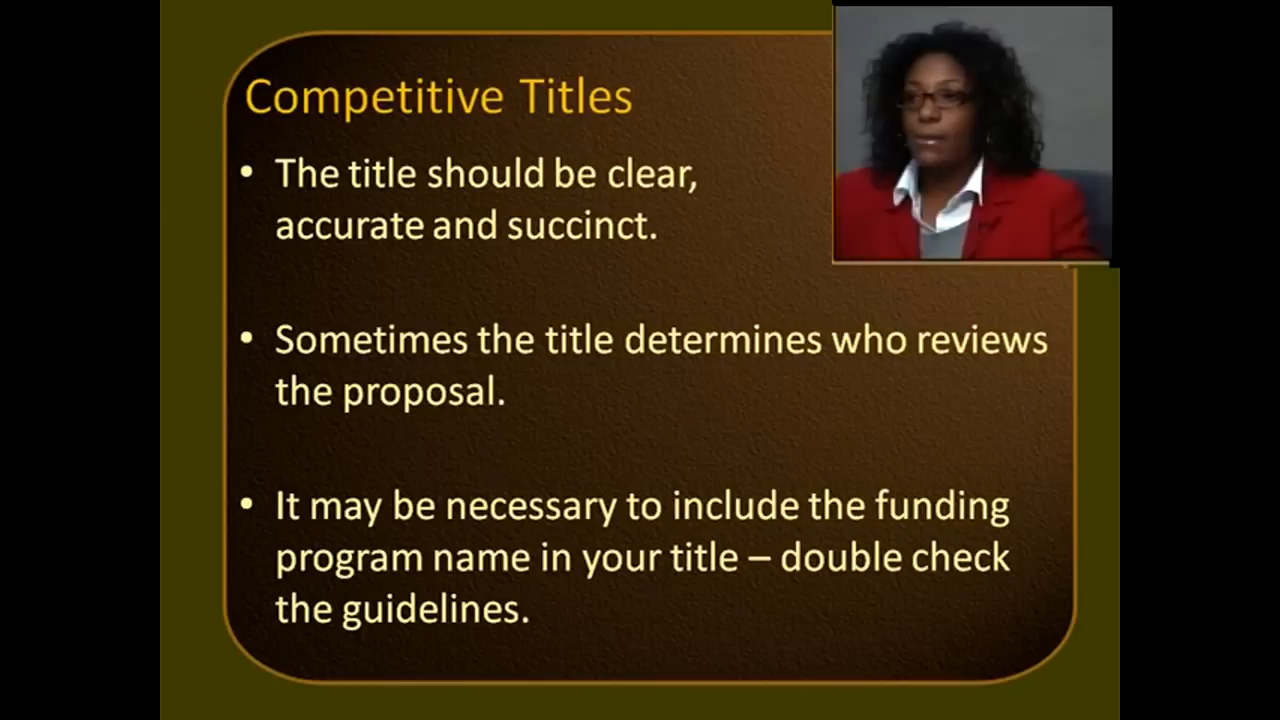 Competitive Titles
• The title should be clear,
accurate and succinct.
• Sometimes the title determines who reviews
the proposal.
• It may be necessary to include the funding
program name in your title – double check
the guidelines.